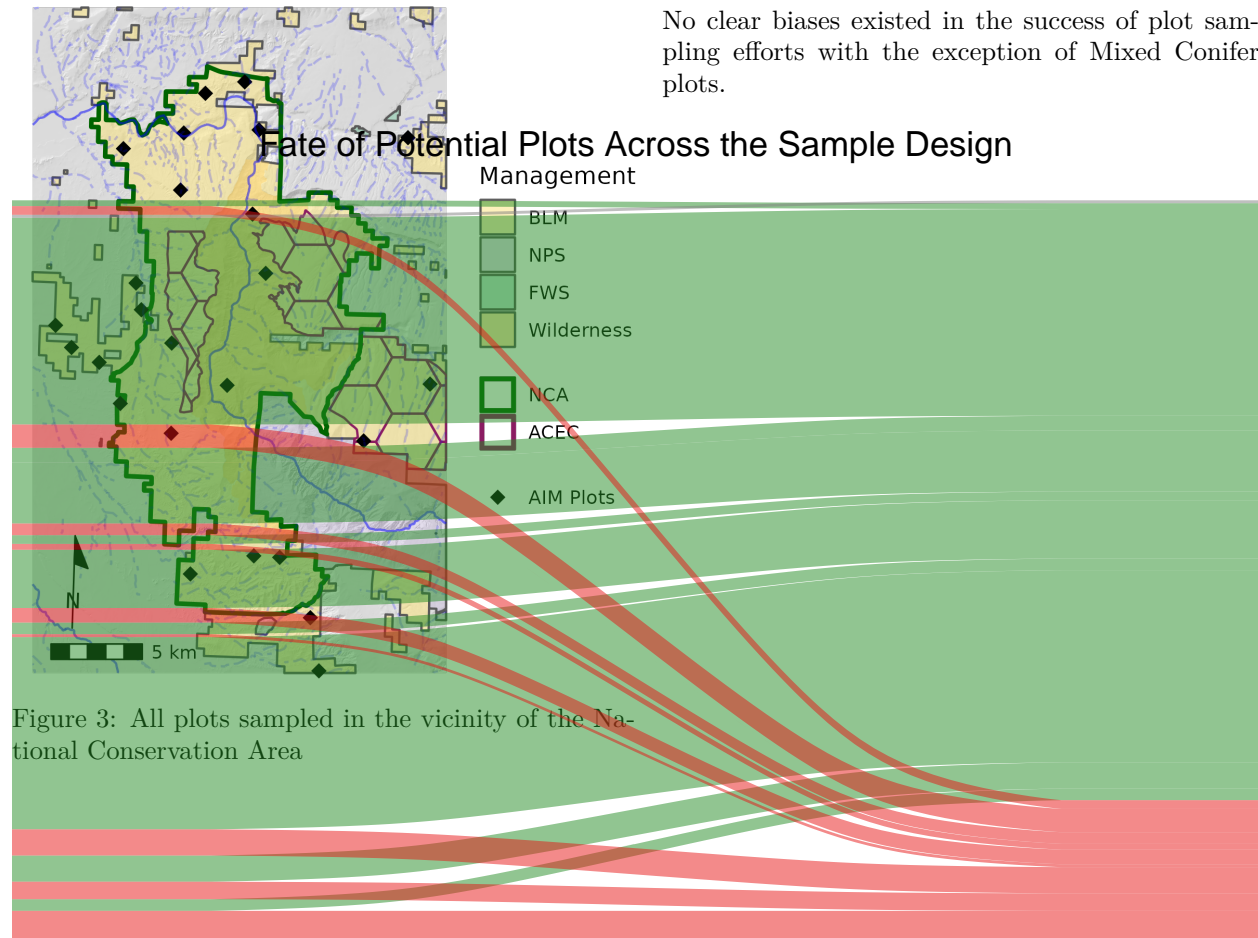 No clear biases existed in the success of plot sam-
pling efforts with the exception of Mixed Conifer
plots.
Fate of Potential Plots Across the Sample Design
Management
BLM
NPS
FWS
Wilderness
NCA
ACEC
AIM Plots
N
5 km
Figure 3: All plots sampled in the vicinity of the Na-
tional Conservation Area